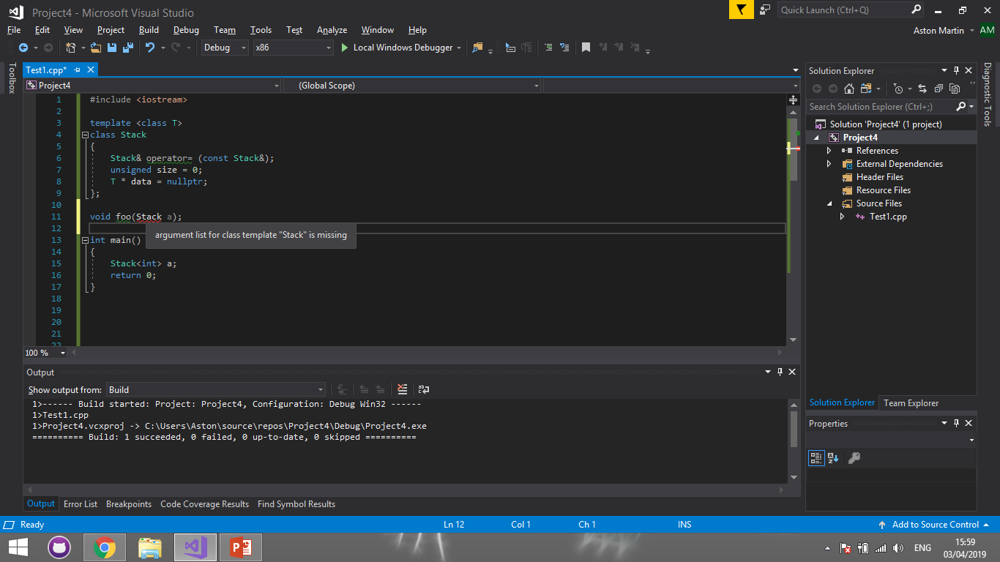 Project4 - Microsoft Visual Studio
Quick Launch (Ctrl+Q)
File Edit View Project Build Debug Team Tools Test Analyze Window Help
Aston Martin AM
Debug x86 Local Windows Debugger
Toolbox
Test1.cpp*
Project4 (Global Scope)
1 #include <iostream>
2
3 template <class T>
4 class Stack
5 {
6 Stack& operator= (const Stack&);
7 unsigned size = 0;
8 T * data = nullptr;
9 };
10
11 void foo(Stack a);
12
argument list for class template "Stack" is missing
13 int main()
14 {
15 Stack<int> a;
16 return 0;
17 }
18
19
20
21
22
100 %
Output
Show output from: Build
1>------ Build started: Project: Project4, Configuration: Debug Win32 ------
1>Test1.cpp
1>Project4.vcxproj -> C:\Users\Aston\source\repos\Project4\Debug\Project4.exe
========== Build: 1 succeeded, 0 failed, 0 up-to-date, 0 skipped ==========
Output Error List Breakpoints Code Coverage Results Find Symbol Results
Solution Explorer
Search Solution Explorer (Ctrl+;)
Solution 'Project4' (1 project)
Project4
References
External Dependencies
Header Files
Resource Files
Source Files
Test1.cpp
Solution Explorer Team Explorer
Properties
Diagnostic Tools
Ready Ln 12 Col 1 Ch 1 INS Add to Source Control
ENG
15:59
03/04/2019